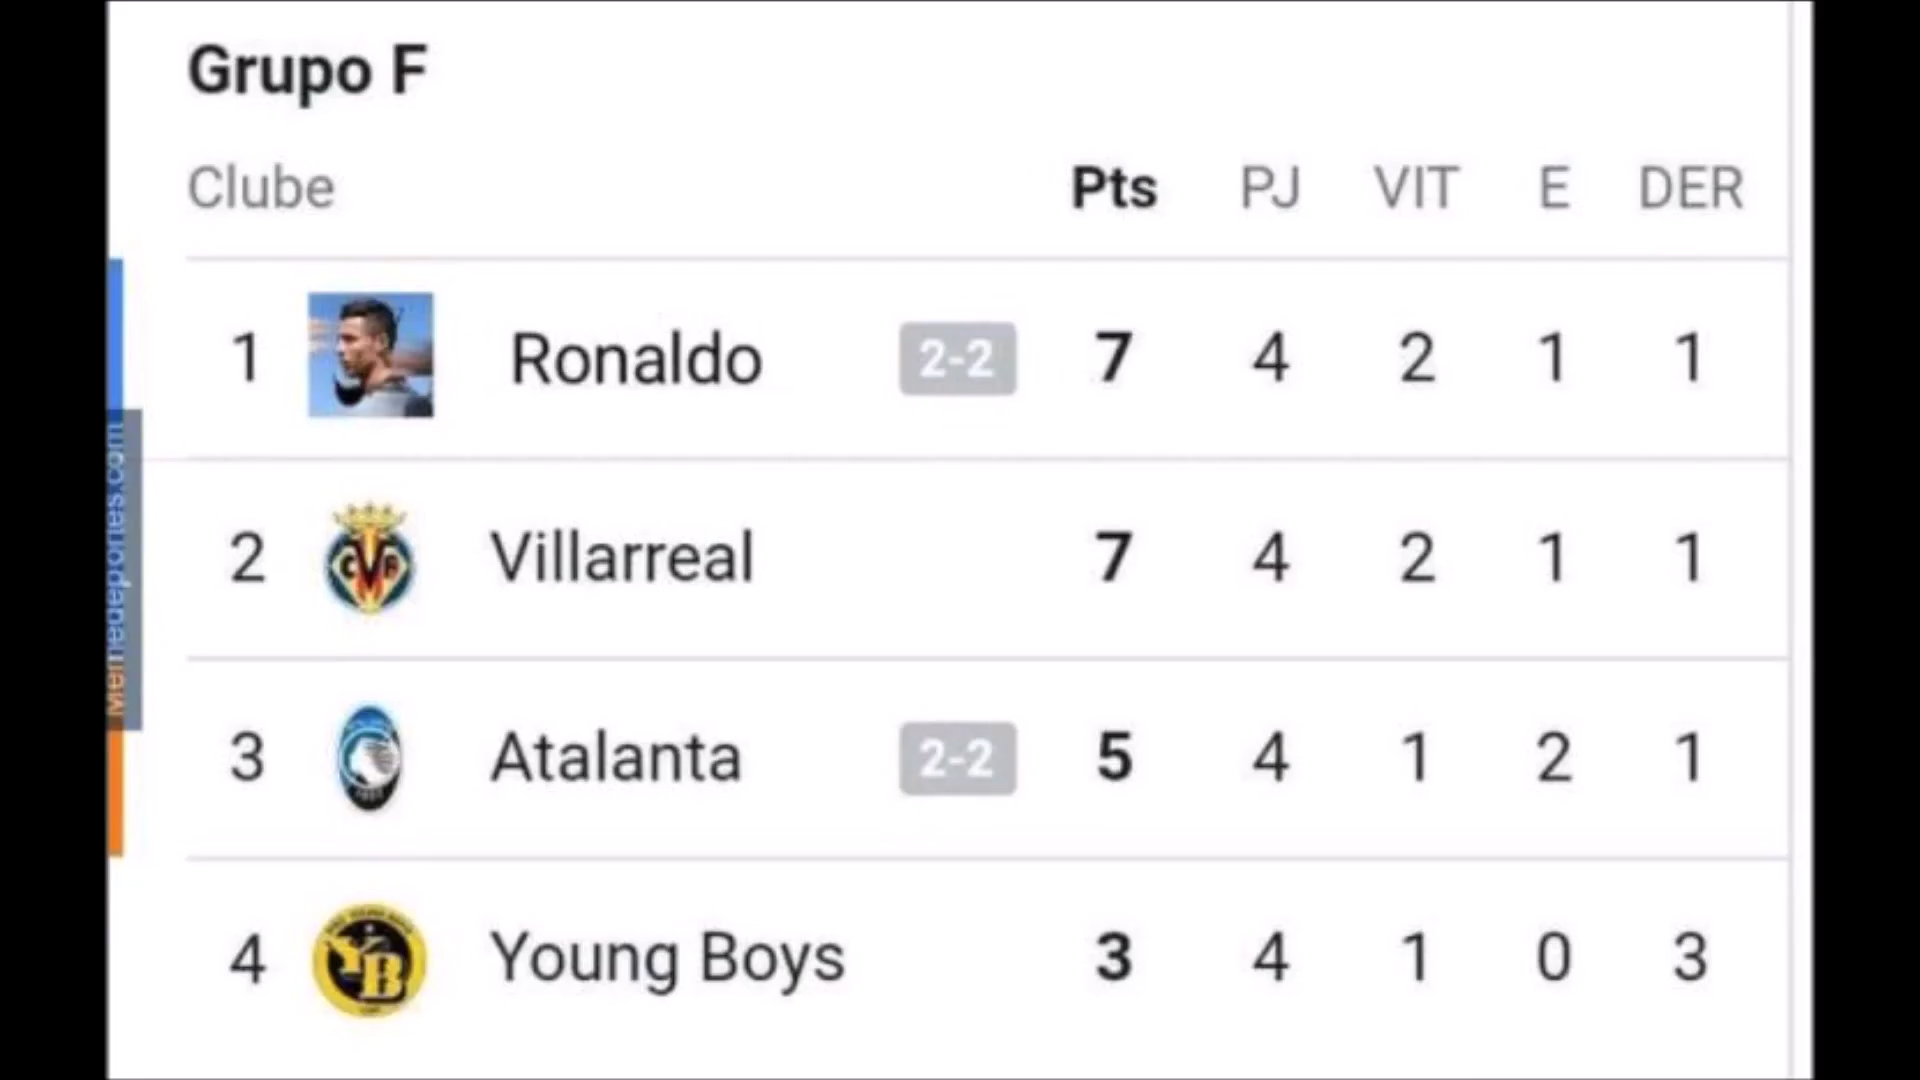 Grupo F
Clube Pts PJ VIT E DER
1 Ronaldo 2-2 7 4 2 1 1
2 Villarreal 7 4 2 1 1
3 Atalanta 2-2 5 4 1 2 1
4 Young Boys 3 4 1 0 3
Memedeportes.com